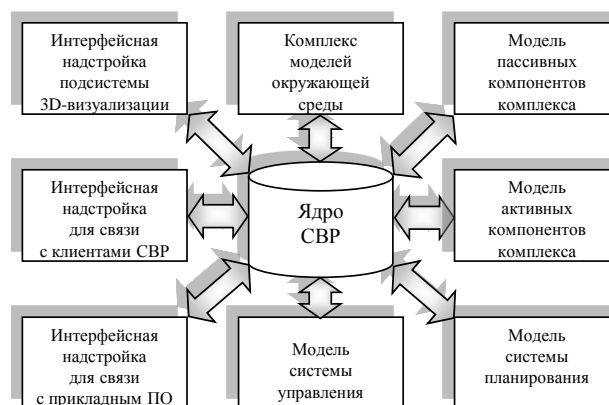 Интерфейсная
надстройка
подсистемы
3D-визуализации
Комплекс
моделей
окружающей
среды
Модель
пассивных
компонентов
комплекса
Интерфейсная
надстройка
для связи
с клиентами СВР
Ядро
СВР
Модель
активных
компонентов
комплекса
Интерфейсная
надстройка
для связи
с прикладным ПО
Модель
системы
управления
Модель
системы
планирования